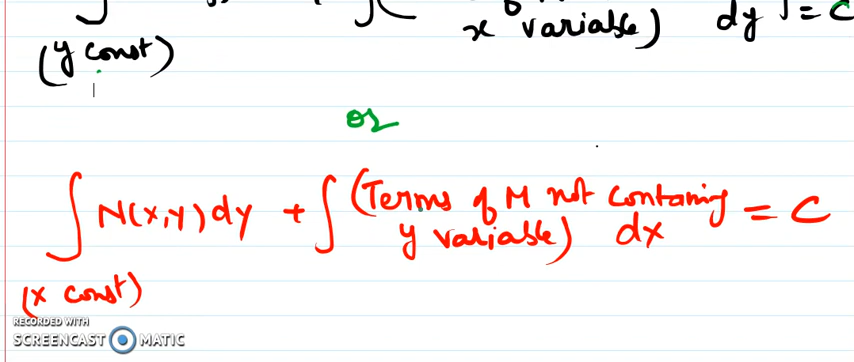 x variable) dy = C
(y const)
or
∫ N(x,y) dy + ∫ (Terms of M not containing = C
y variable) dx
(x const)
RECORDED WITH
SCREENCAST MATIC